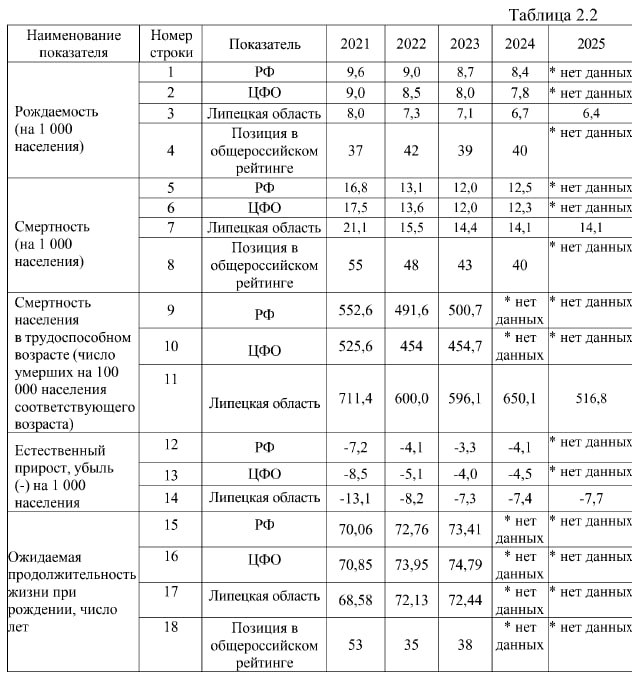 Таблица 2.2
Наименование показателя | Номер строки | Показатель | 2021 | 2022 | 2023 | 2024 | 2025
Рождаемость (на 1 000 населения) | 1 | РФ | 9,6 | 9,0 | 8,7 | 8,4 | * нет данных
2 | ЦФО | 9,0 | 8,5 | 8,0 | 7,8 | * нет данных
3 | Липецкая область | 8,0 | 7,3 | 7,1 | 6,7 | 6,4
4 | Позиция в общероссийском рейтинге | 37 | 42 | 39 | 40 | * нет данных
Смертность (на 1 000 населения) | 5 | РФ | 16,8 | 13,1 | 12,0 | 12,5 | * нет данных
6 | ЦФО | 17,5 | 13,6 | 12,0 | 12,3 | * нет данных
7 | Липецкая область | 21,1 | 15,5 | 14,4 | 14,1 | 14,1
8 | Позиция в общероссийском рейтинге | 55 | 48 | 43 | 40 | * нет данных
Смертность населения в трудоспособном возрасте (число умерших на 100 000 населения соответствующего возраста) | 9 | РФ | 552,6 | 491,6 | 500,7 | * нет данных | * нет данных
10 | ЦФО | 525,6 | 454 | 454,7 | * нет данных | * нет данных
11 | Липецкая область | 711,4 | 600,0 | 596,1 | 650,1 | 516,8
Естественный прирост, убыль (-) на 1 000 населения | 12 | РФ | -7,2 | -4,1 | -3,3 | -4,1 | * нет данных
13 | ЦФО | -8,5 | -5,1 | -4,0 | -4,5 | * нет данных
14 | Липецкая область | -13,1 | -8,2 | -7,3 | -7,4 | -7,7
Ожидаемая продолжительность жизни при рождении, число лет | 15 | РФ | 70,06 | 72,76 | 73,41 | * нет данных | * нет данных
16 | ЦФО | 70,85 | 73,95 | 74,79 | * нет данных | * нет данных
17 | Липецкая область | 68,58 | 72,13 | 72,44 | * нет данных | * нет данных
18 | Позиция в общероссийском рейтинге | 53 | 35 | 38 | * нет данных | * нет данных